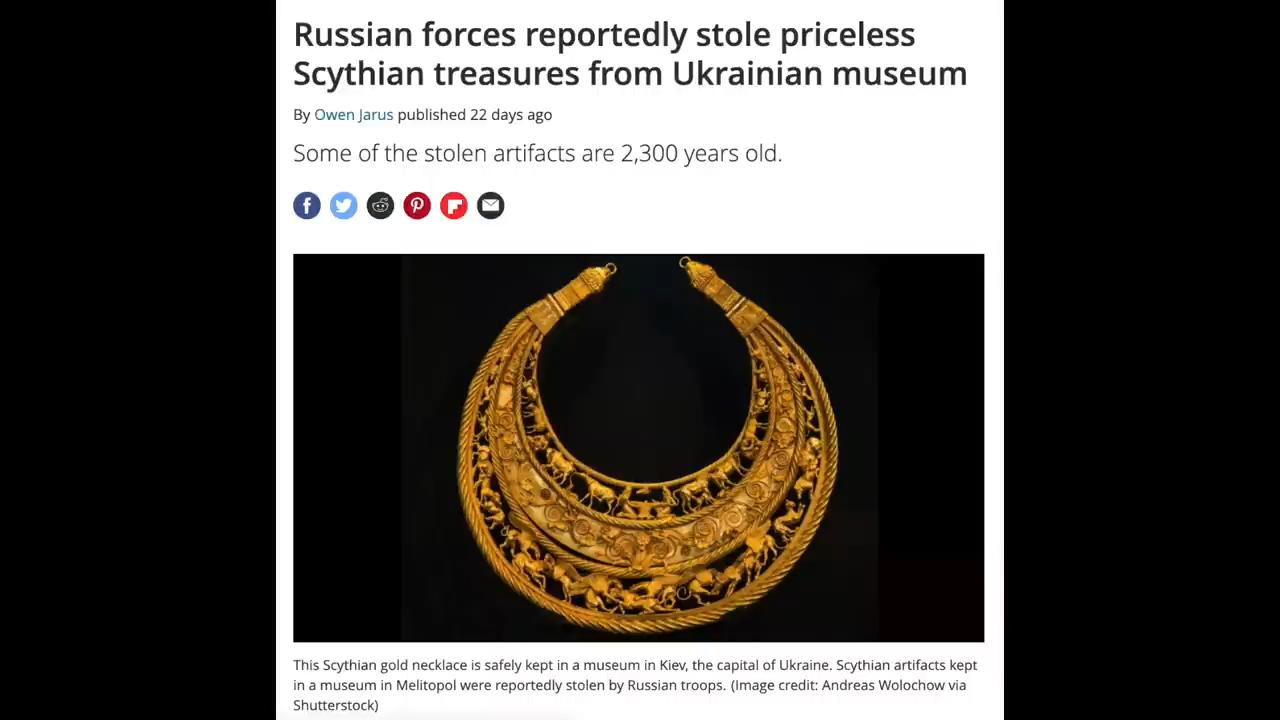 Russian forces reportedly stole priceless
Scythian treasures from Ukrainian museum
By Owen Jarus published 22 days ago
Some of the stolen artifacts are 2,300 years old.
This Scythian gold necklace is safely kept in a museum in Kiev, the capital of Ukraine. Scythian artifacts kept
in a museum in Melitopol were reportedly stolen by Russian troops. (Image credit: Andreas Wolochow via
Shutterstock)